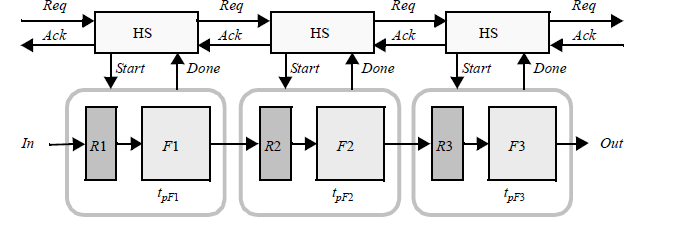 Req Req Req Req
HS HS HS
Ack Ack Ack Ack
Start Done Start Done Start Done
In R1 F1 R2 F2 R3 F3 Out
tpF1 tpF2 tpF3